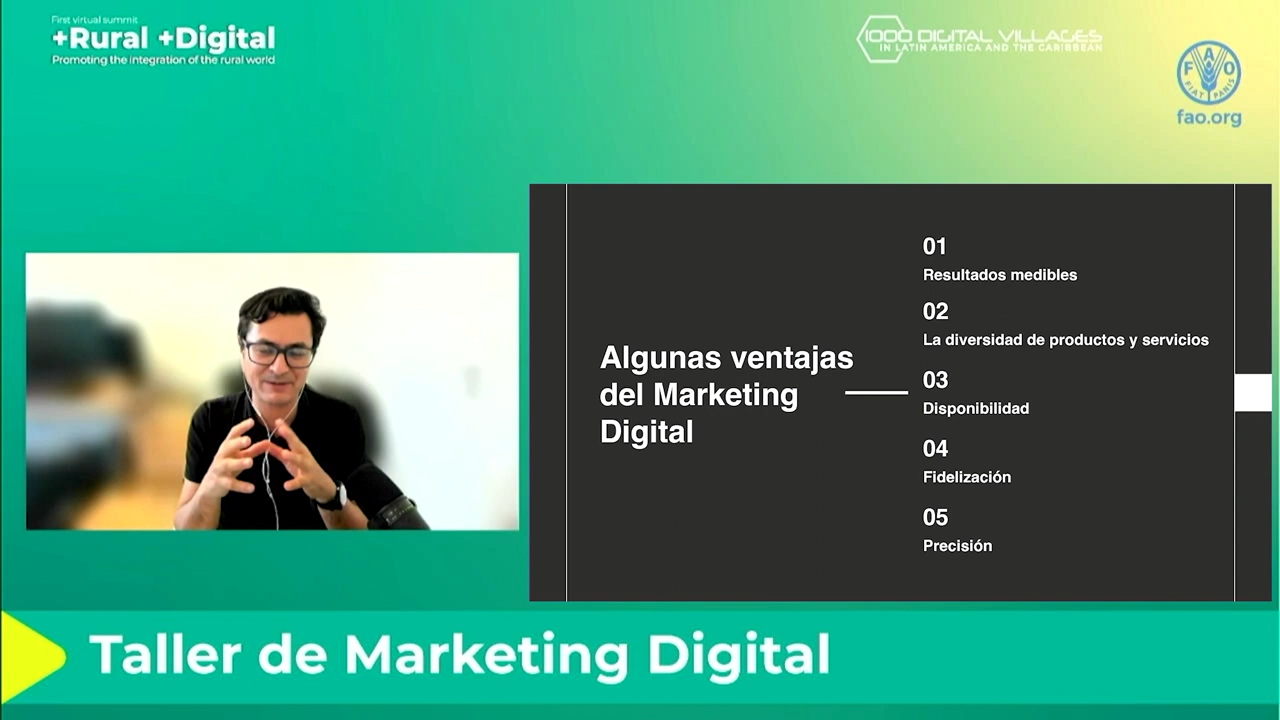 First virtual summit
+Rural +Digital
Promoting the integration of the rural world
1000 DIGITAL VILLAGES
IN LATIN AMERICA AND THE CARIBBEAN
F A O
FIAT PANIS
fao.org
Algunas ventajas
del Marketing
Digital
01
Resultados medibles
02
La diversidad de productos y servicios
03
Disponibilidad
04
Fidelización
05
Precisión
Taller de Marketing Digital